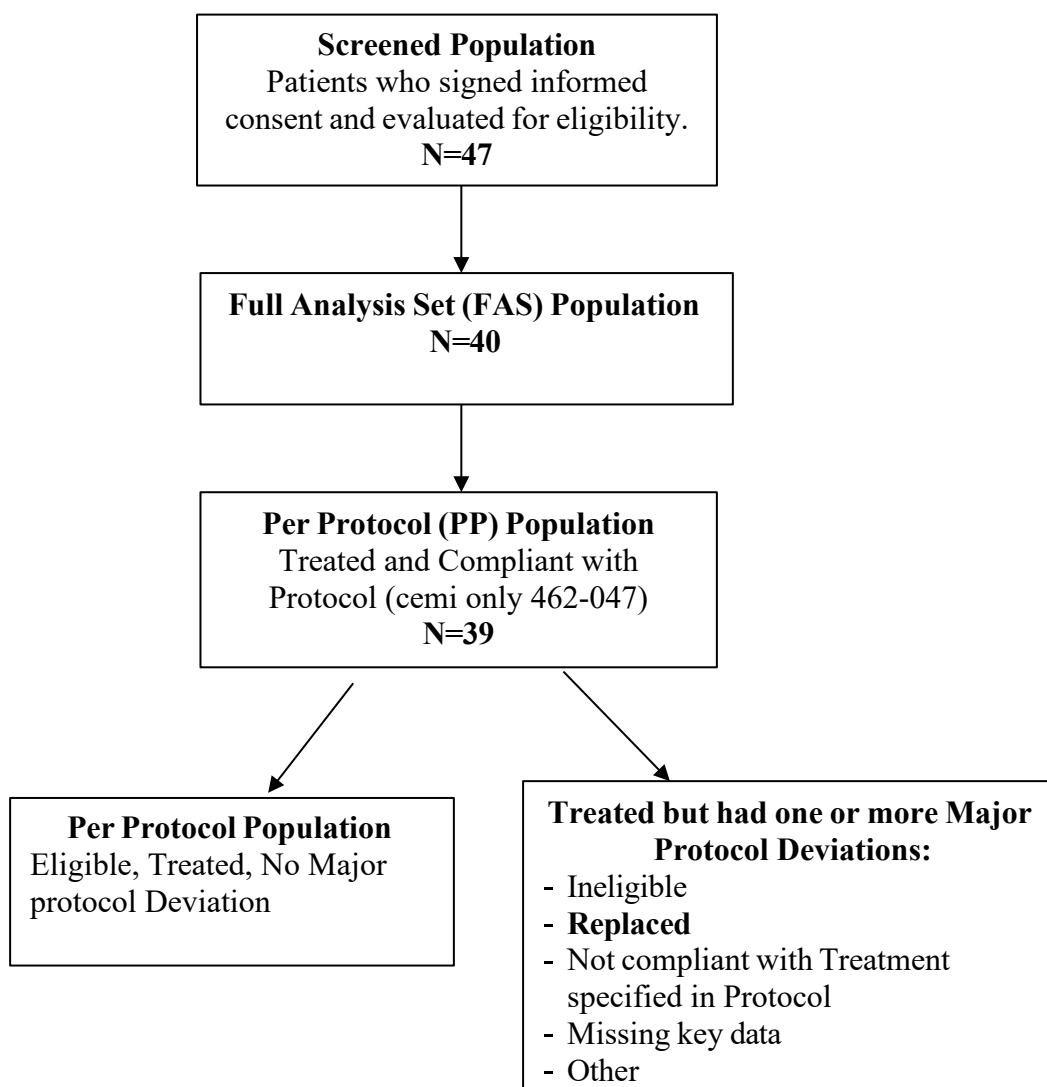 Screened Population
Patients who signed informed
consent and evaluated for eligibility.
N=47
Full Analysis Set (FAS) Population
N=40
Per Protocol (PP) Population
Treated and Compliant with
Protocol (cemi only 462-047)
N=39
Per Protocol Population
Eligible, Treated, No Major
protocol Deviation
Treated but had one or more Major
Protocol Deviations:
- Ineligible
- Replaced
- Not compliant with Treatment
specified in Protocol
- Missing key data
- Other